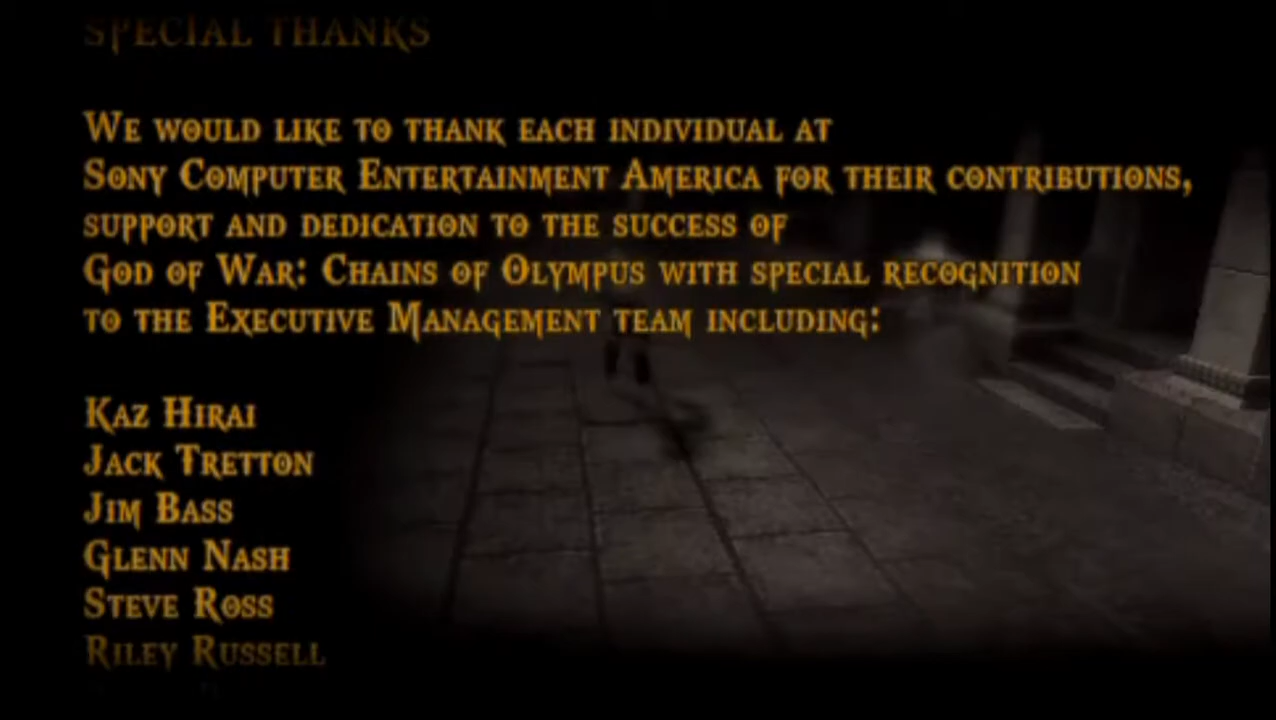 SPECIAL THANKS
WE WOULD LIKE TO THANK EACH INDIVIDUAL AT
SONY COMPUTER ENTERTAINMENT AMERICA FOR THEIR CONTRIBUTIONS,
SUPPORT AND DEDICATION TO THE SUCCESS OF
GOD OF WAR: CHAINS OF OLYMPUS WITH SPECIAL RECOGNITION
TO THE EXECUTIVE MANAGEMENT TEAM INCLUDING:
KAZ HIRAI
JACK TRETTON
JIM BASS
GLENN NASH
STEVE ROSS
RILEY RUSSELL